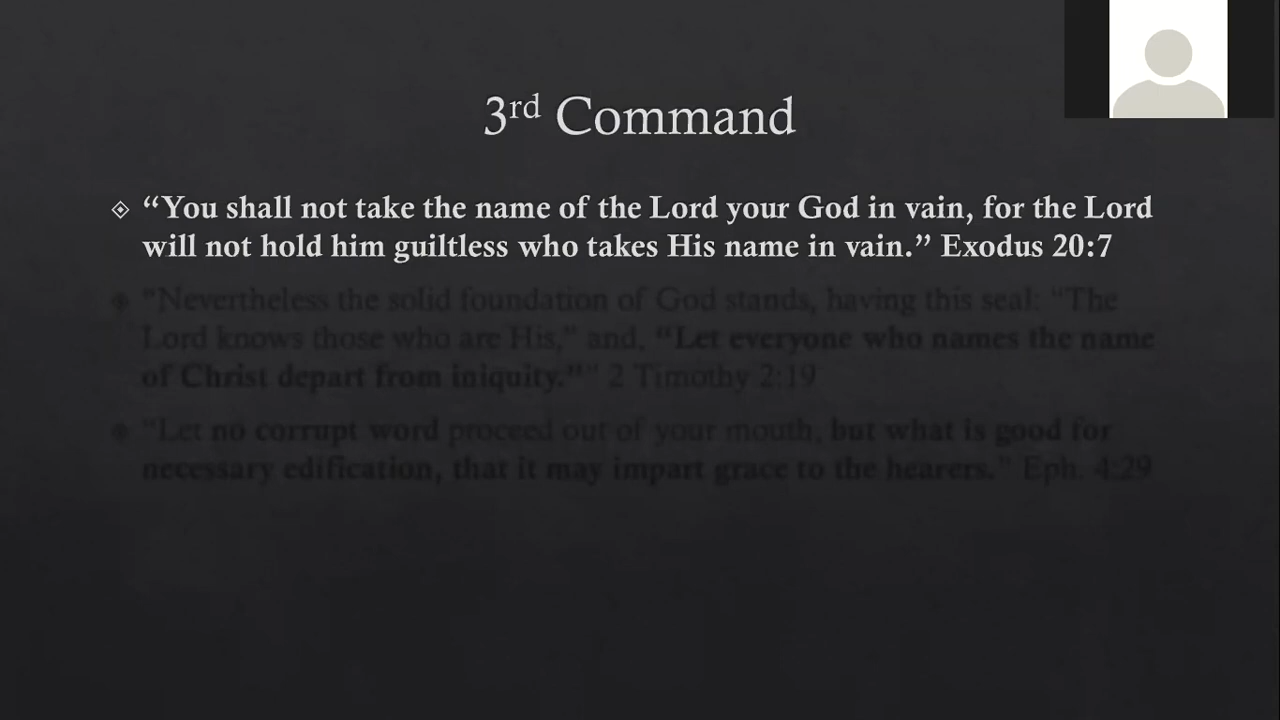 3rd Command
“You shall not take the name of the Lord your God in vain, for the Lord
will not hold him guiltless who takes His name in vain.” Exodus 20:7
“Nevertheless the solid foundation of God stands, having this seal: “The
Lord knows those who are His,” and, “Let everyone who names the name
of Christ depart from iniquity.”” 2 Timothy 2:19
“Let no corrupt word proceed out of your mouth, but what is good for
necessary edification, that it may impart grace to the hearers.” Eph. 4:29